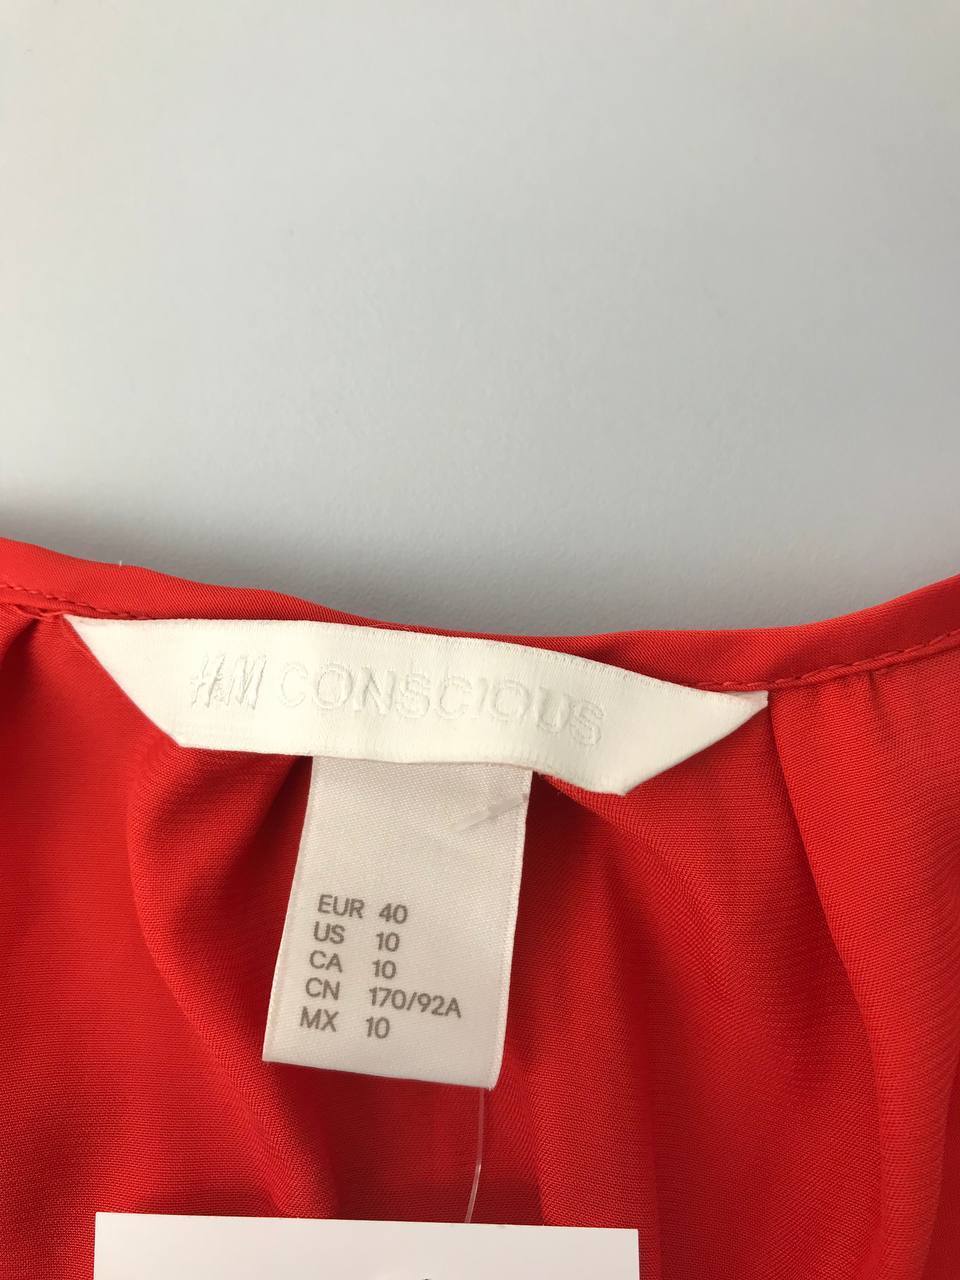 H&M CONSCIOUS
EUR 40
US 10
CA 10
CN 170/92A
MX 10